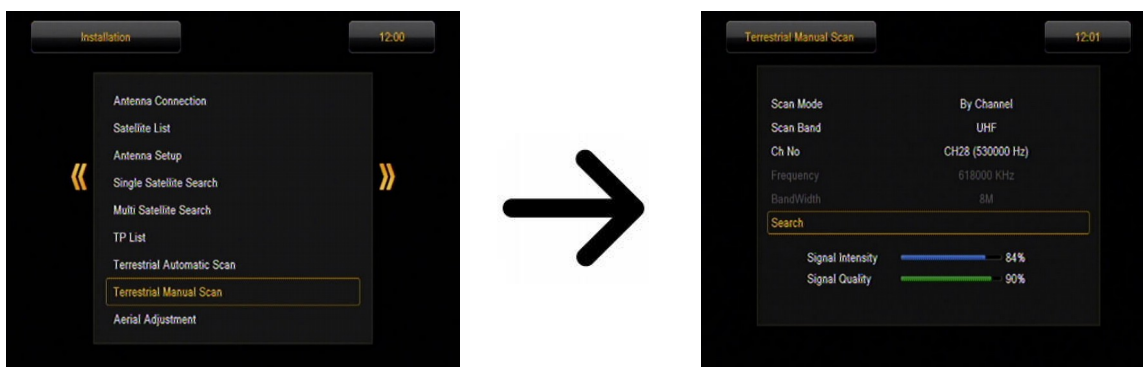 Installation
12:00
Antenna Connection
Satellite List
Antenna Setup
Single Satellite Search
Multi Satellite Search
TP List
Terrestrial Automatic Scan
Terrestrial Manual Scan
Aerial Adjustment
Terrestrial Manual Scan
12:01
Scan Mode By Channel
Scan Band UHF
Ch No CH28 (530000 Hz)
Frequency 618000 KHz
BandWidth 8M
Search
Signal Intensity 84%
Signal Quality 90%